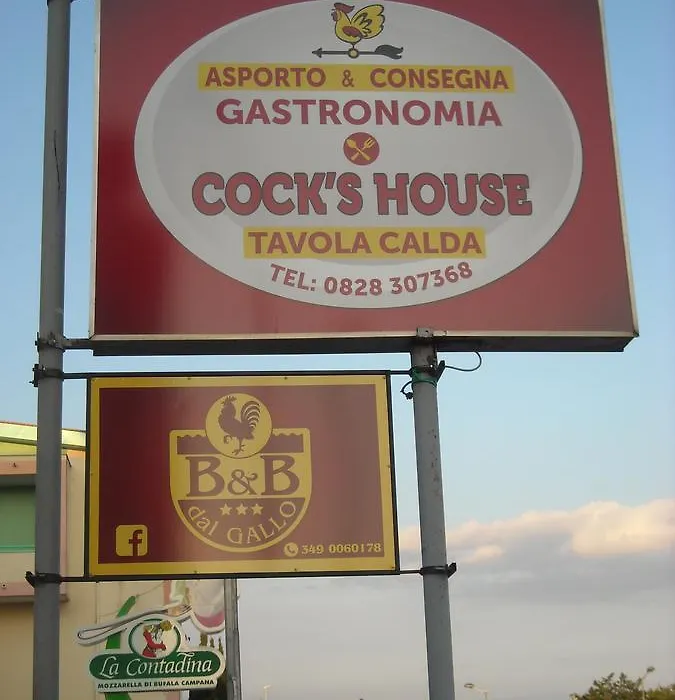 ASPORTO & CONSEGNA
GASTRONOMIA
COCK'S HOUSE
TAVOLA CALDA
TEL: 0828 307368
B&B
dal GALLO
f
349 0060178
La Contadina
MOZZARELLA DI BUFALA CAMPANA